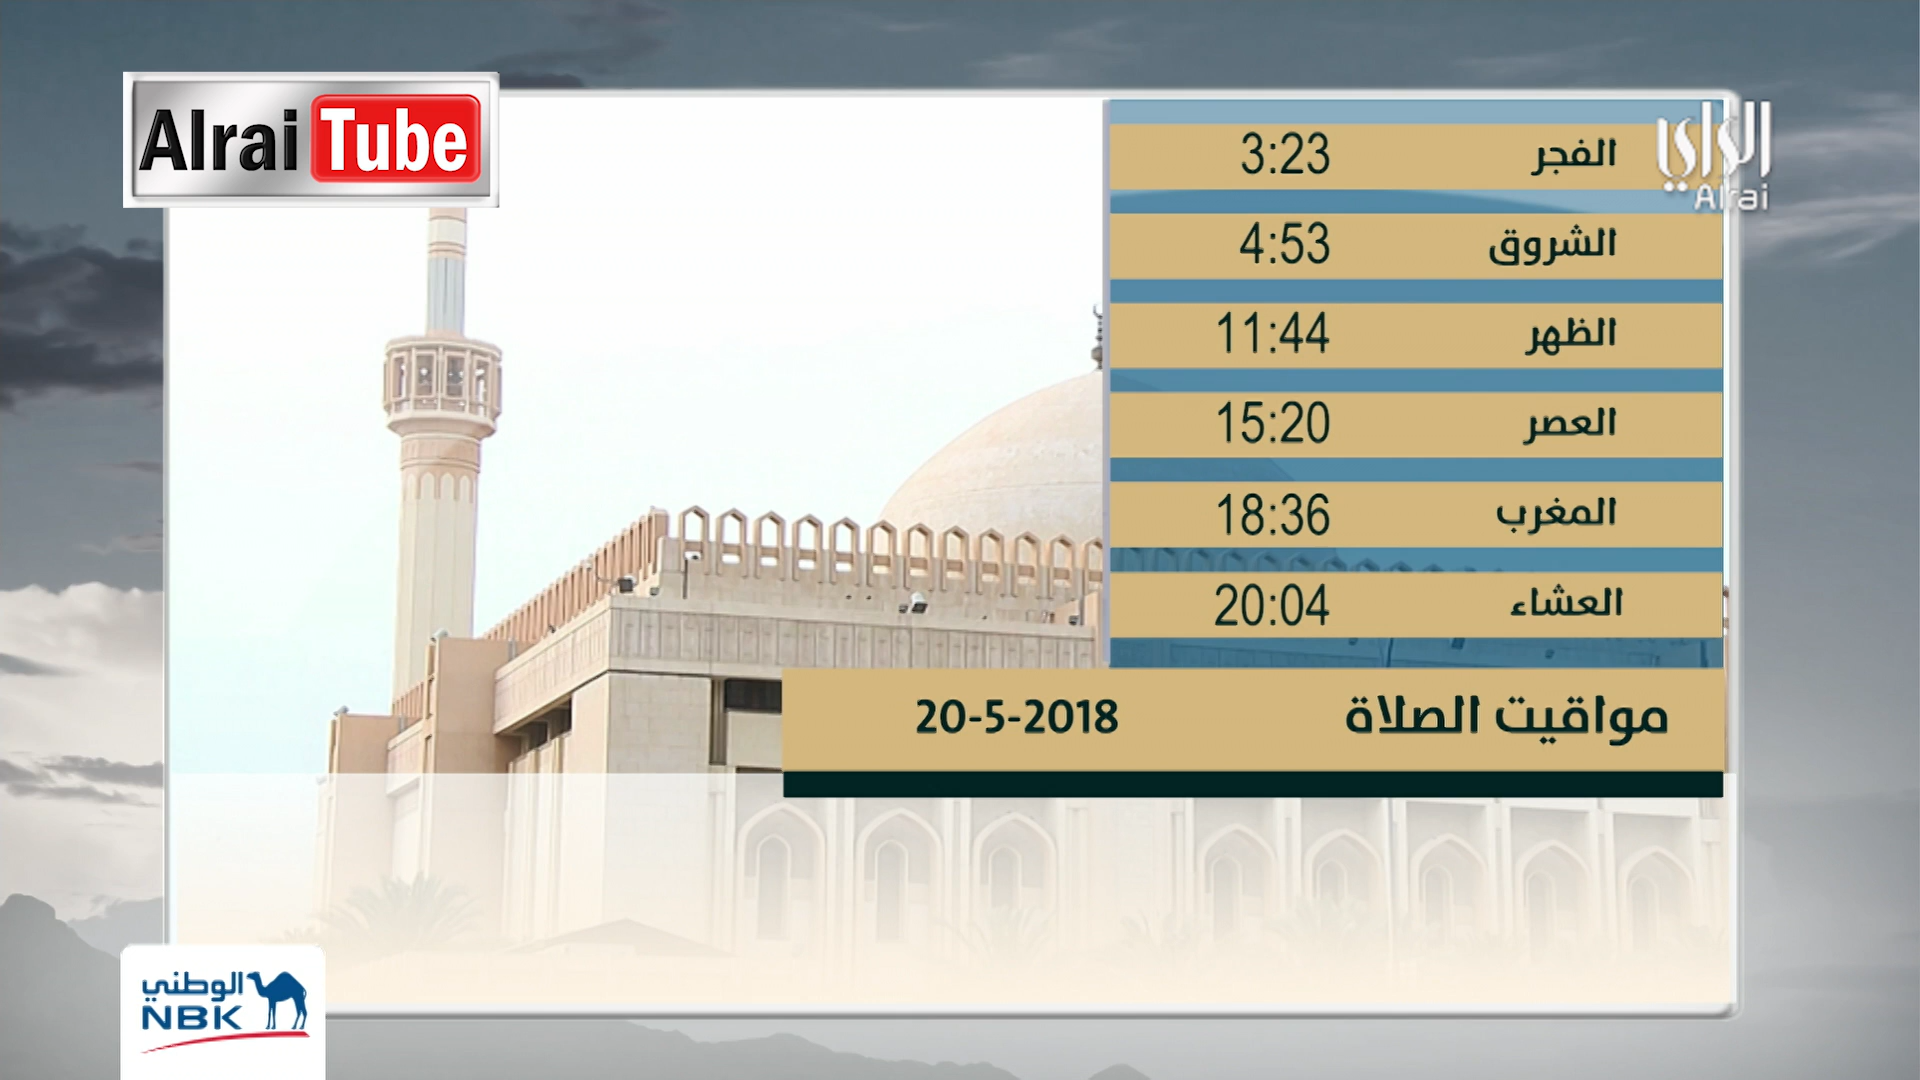 Alrai Tube
الراي
Alrai
الفجر 3:23
الشروق 4:53
الظهر 11:44
العصر 15:20
المغرب 18:36
العشاء 20:04
مواقيت الصلاة 20-5-2018
الوطني
NBK